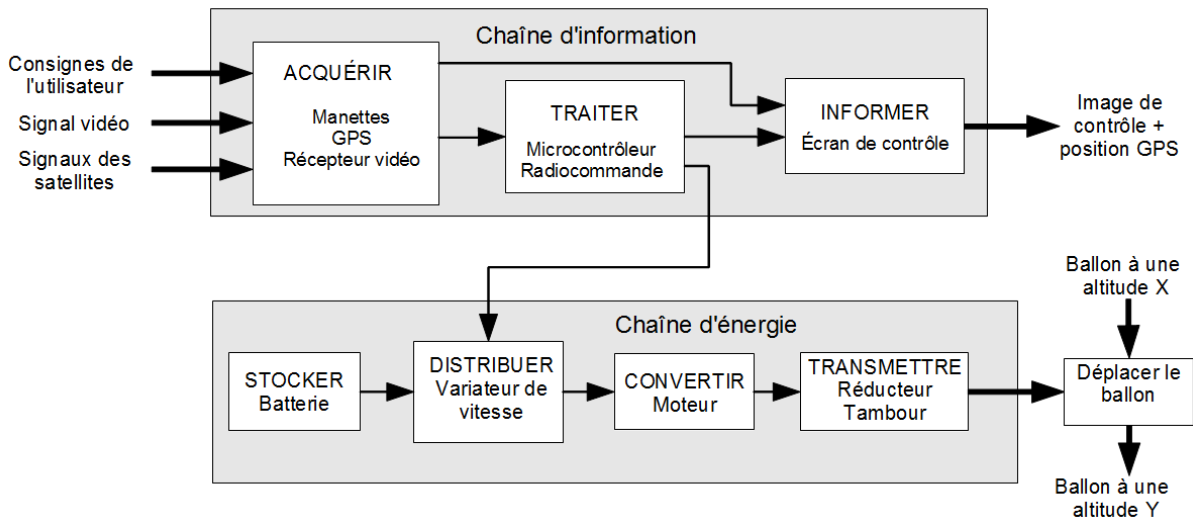 Chaîne d'information
Consignes de
l'utilisateur
Signal vidéo
Signaux des
satellites
ACQUÉRIR
Manettes
GPS
Récepteur vidéo
TRAITER
Microcontrôleur
Radiocommande
INFORMER
Écran de contrôle
Image de
contrôle +
position GPS
Chaîne d'énergie
STOCKER
Batterie
DISTRIBUER
Variateur de
vitesse
CONVERTIR
Moteur
TRANSMETTRE
Réducteur
Tambour
Ballon à une
altitude X
Déplacer le
ballon
Ballon à une
altitude Y